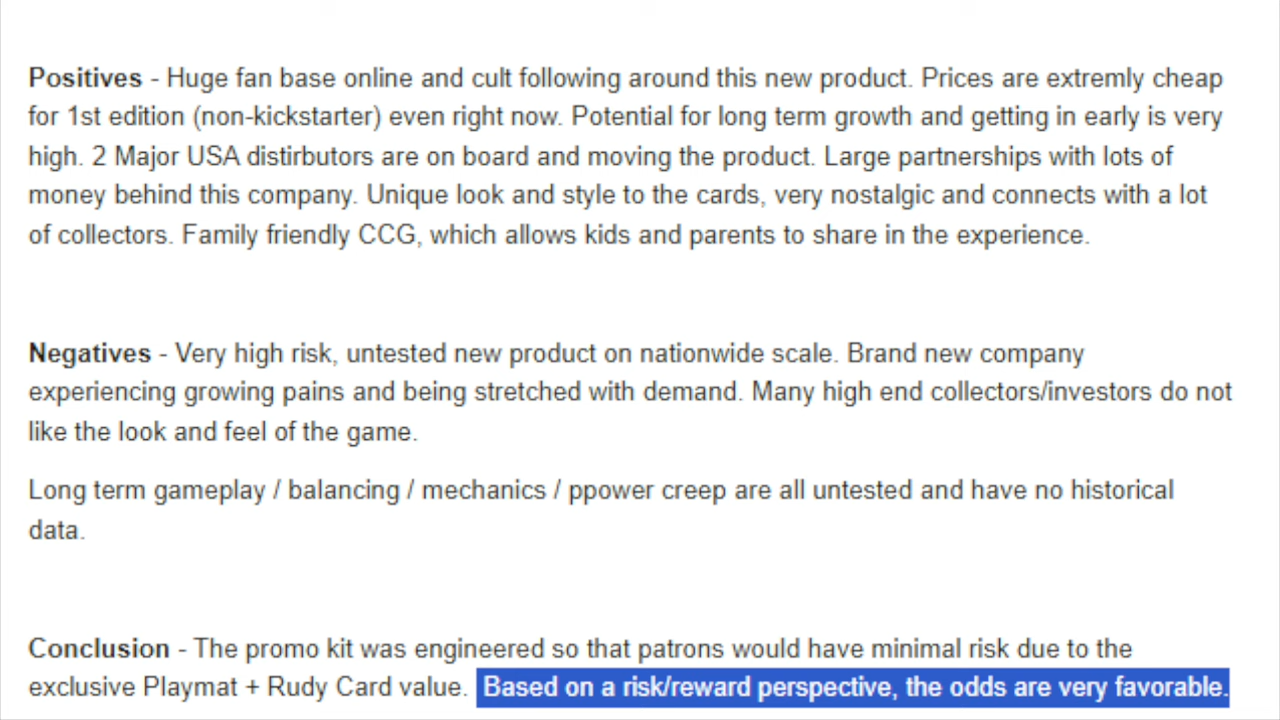 Positives - Huge fan base online and cult following around this new product. Prices are extremly cheap
for 1st edition (non-kickstarter) even right now. Potential for long term growth and getting in early is very
high. 2 Major USA distirbutors are on board and moving the product. Large partnerships with lots of
money behind this company. Unique look and style to the cards, very nostalgic and connects with a lot
of collectors. Family friendly CCG, which allows kids and parents to share in the experience.
Negatives - Very high risk, untested new product on nationwide scale. Brand new company
experiencing growing pains and being stretched with demand. Many high end collectors/investors do not
like the look and feel of the game.
Long term gameplay / balancing / mechanics / ppower creep are all untested and have no historical
data.
Conclusion - The promo kit was engineered so that patrons would have minimal risk due to the
exclusive Playmat + Rudy Card value. Based on a risk/reward perspective, the odds are very favorable.